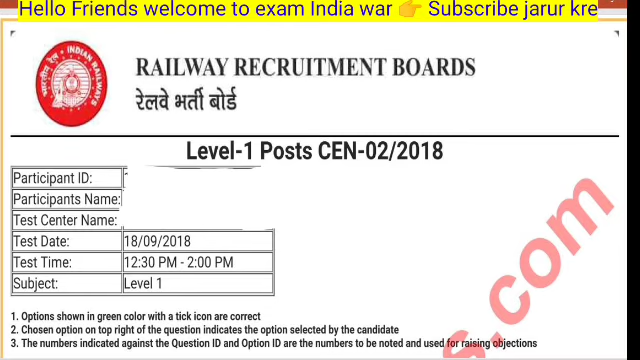 Hello Friends welcome to exam India war 👉 Subscribe jarur kre
RAILWAY RECRUITMENT BOARDS
रेलवे भर्ती बोर्ड
Level-1 Posts CEN-02/2018
Participant ID:
Participants Name:
Test Center Name:
Test Date: 18/09/2018
Test Time: 12:30 PM - 2:00 PM
Subject: Level 1
1. Options shown in green color with a tick icon are correct
2. Chosen option on top right of the question indicates the option selected by the candidate
3. The numbers indicated against the Question ID and Option ID are the numbers to be noted and used for raising objections
भारतीय रेल INDIAN RAILWAYS
s.com